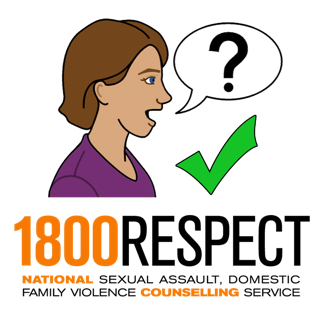 ?
1800RESPECT
NATIONAL SEXUAL ASSAULT, DOMESTIC
FAMILY VIOLENCE COUNSELLING SERVICE